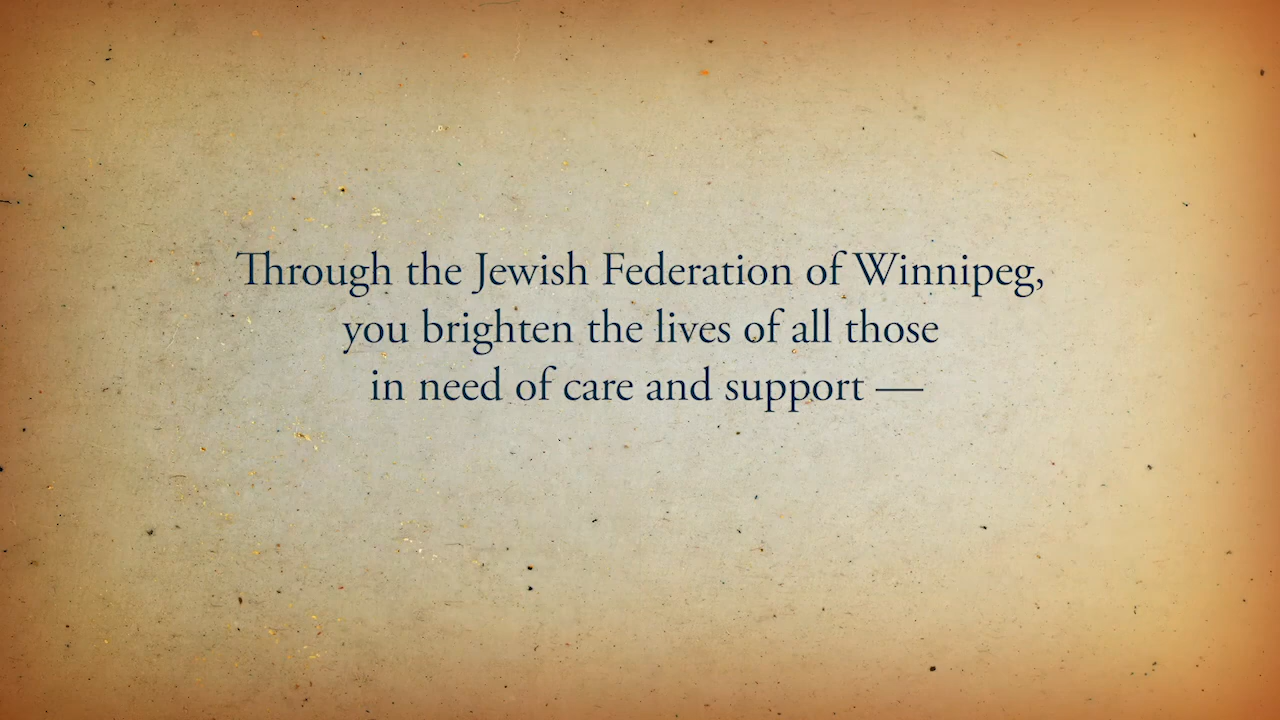 Through the Jewish Federation of Winnipeg,
you brighten the lives of all those
in need of care and support —